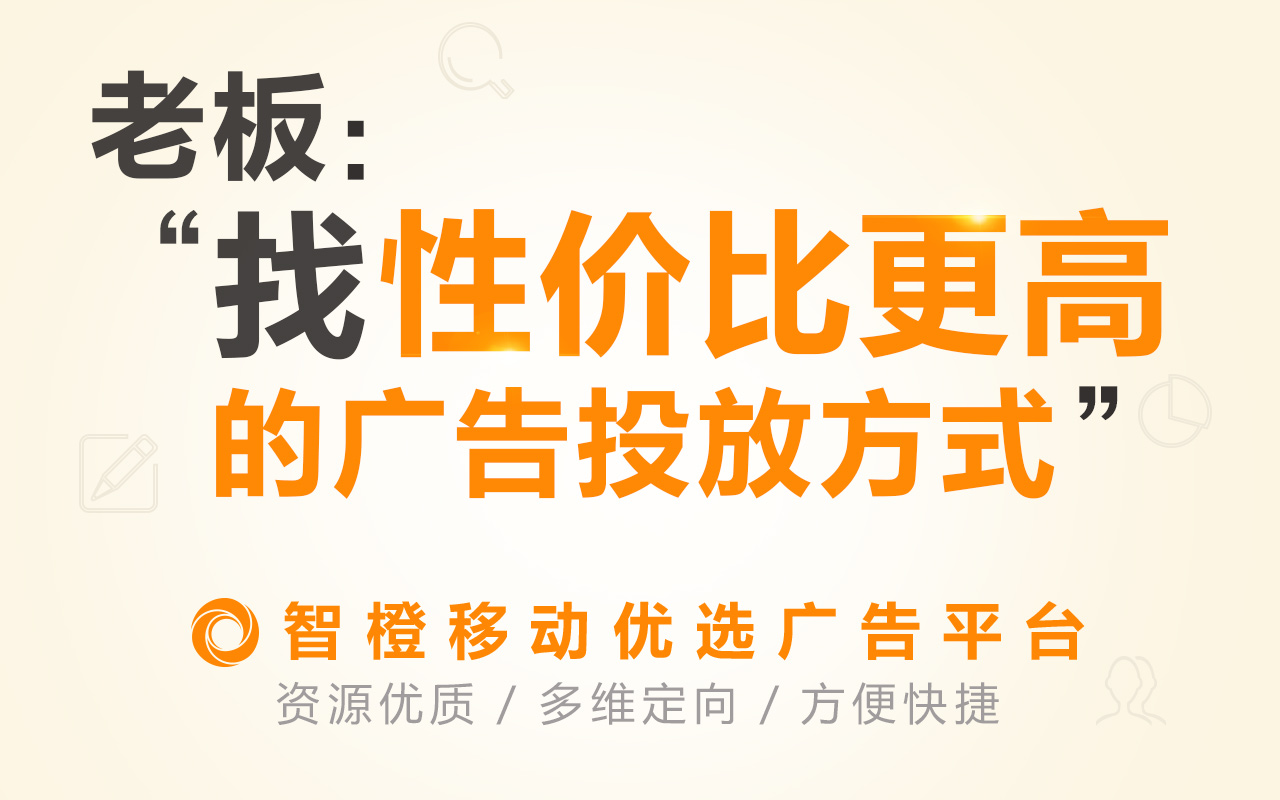 老板：
“找性价比更高
的广告投放方式”
智橙移动优选广告平台
资源优质 / 多维定向 / 方便快捷